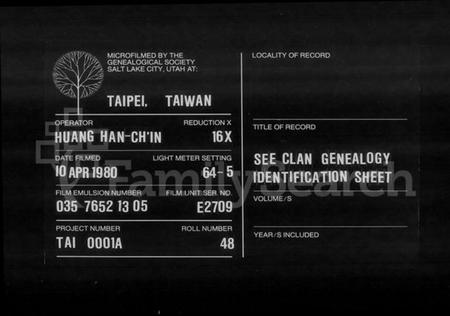 MICROFILMED BY THE
GENEALOGICAL SOCIETY
SALT LAKE CITY, UTAH AT:
TAIPEI, TAIWAN
OPERATOR REDUCTION X
HUANG HAN-CH'IN 16X
DATE FILMED LIGHT METER SETTING
10 APR 1980 64-5
FILM EMULSION NUMBER FILM UNIT SER. NO.
035 7652 13 05 E2709
PROJECT NUMBER ROLL NUMBER
TAI 0001A 48
LOCALITY OF RECORD
TITLE OF RECORD
SEE CLAN GENEALOGY
IDENTIFICATION SHEET
VOLUME/S
YEAR/S INCLUDED
FamilySearch